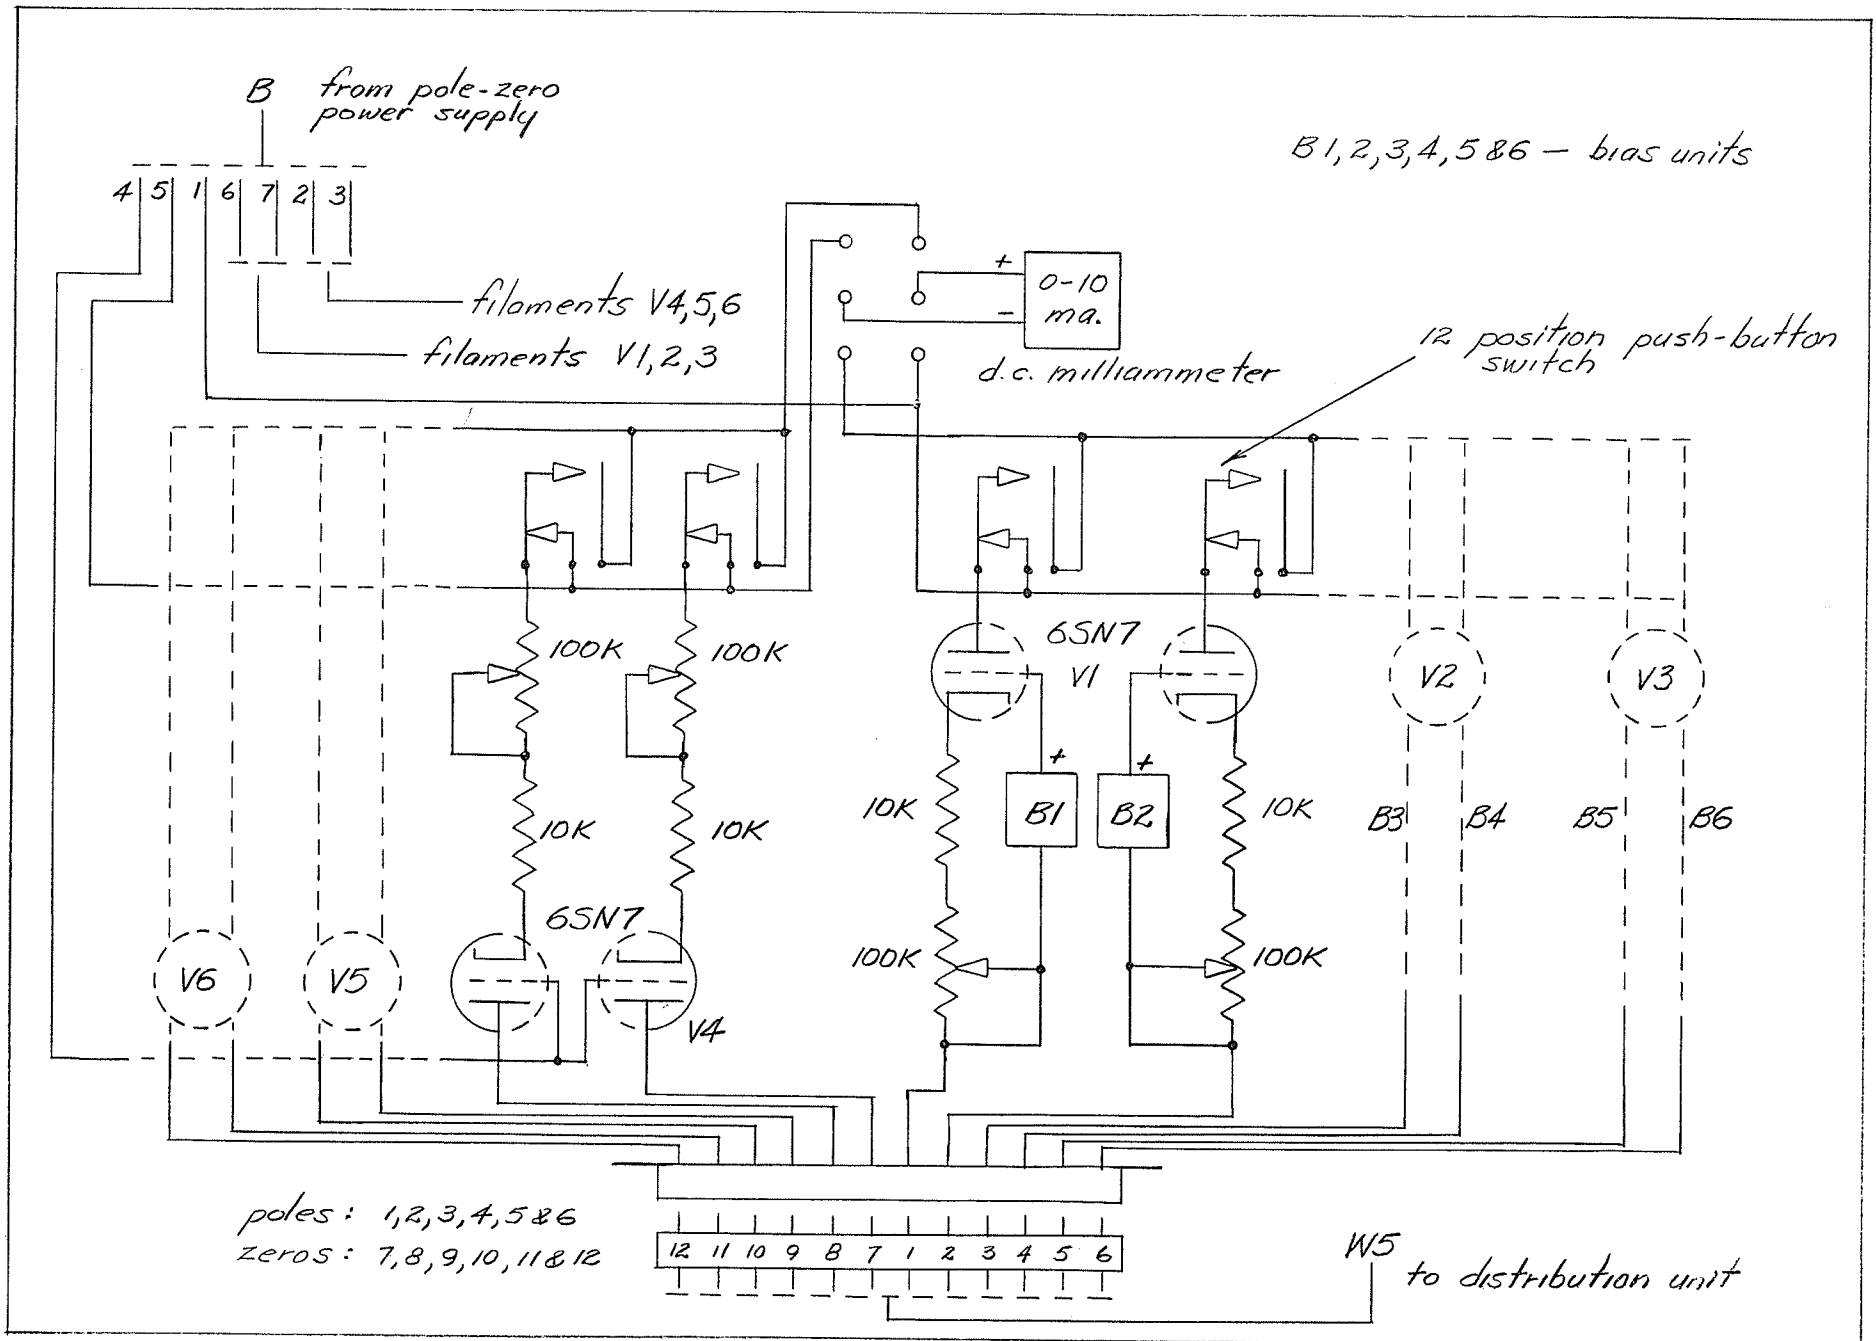 B from pole-zero
power supply
B 1,2,3,4,5&6 — bias units
4 5 1 6 7 2 3
filaments V4,5,6
filaments V1,2,3
+
0-10
ma.
−
d.c. milliammeter
12 position push-button
switch
100K
100K
6SN7
V1
V2
V3
10K
10K
10K
+
B1
+
B2
10K
B3
B4
B5
B6
6SN7
100K
100K
V6
V5
V4
poles: 1,2,3,4,5&6
zeros: 7,8,9,10,11&12
12 11 10 9 8 7 1 2 3 4 5 6
W5
to distribution unit